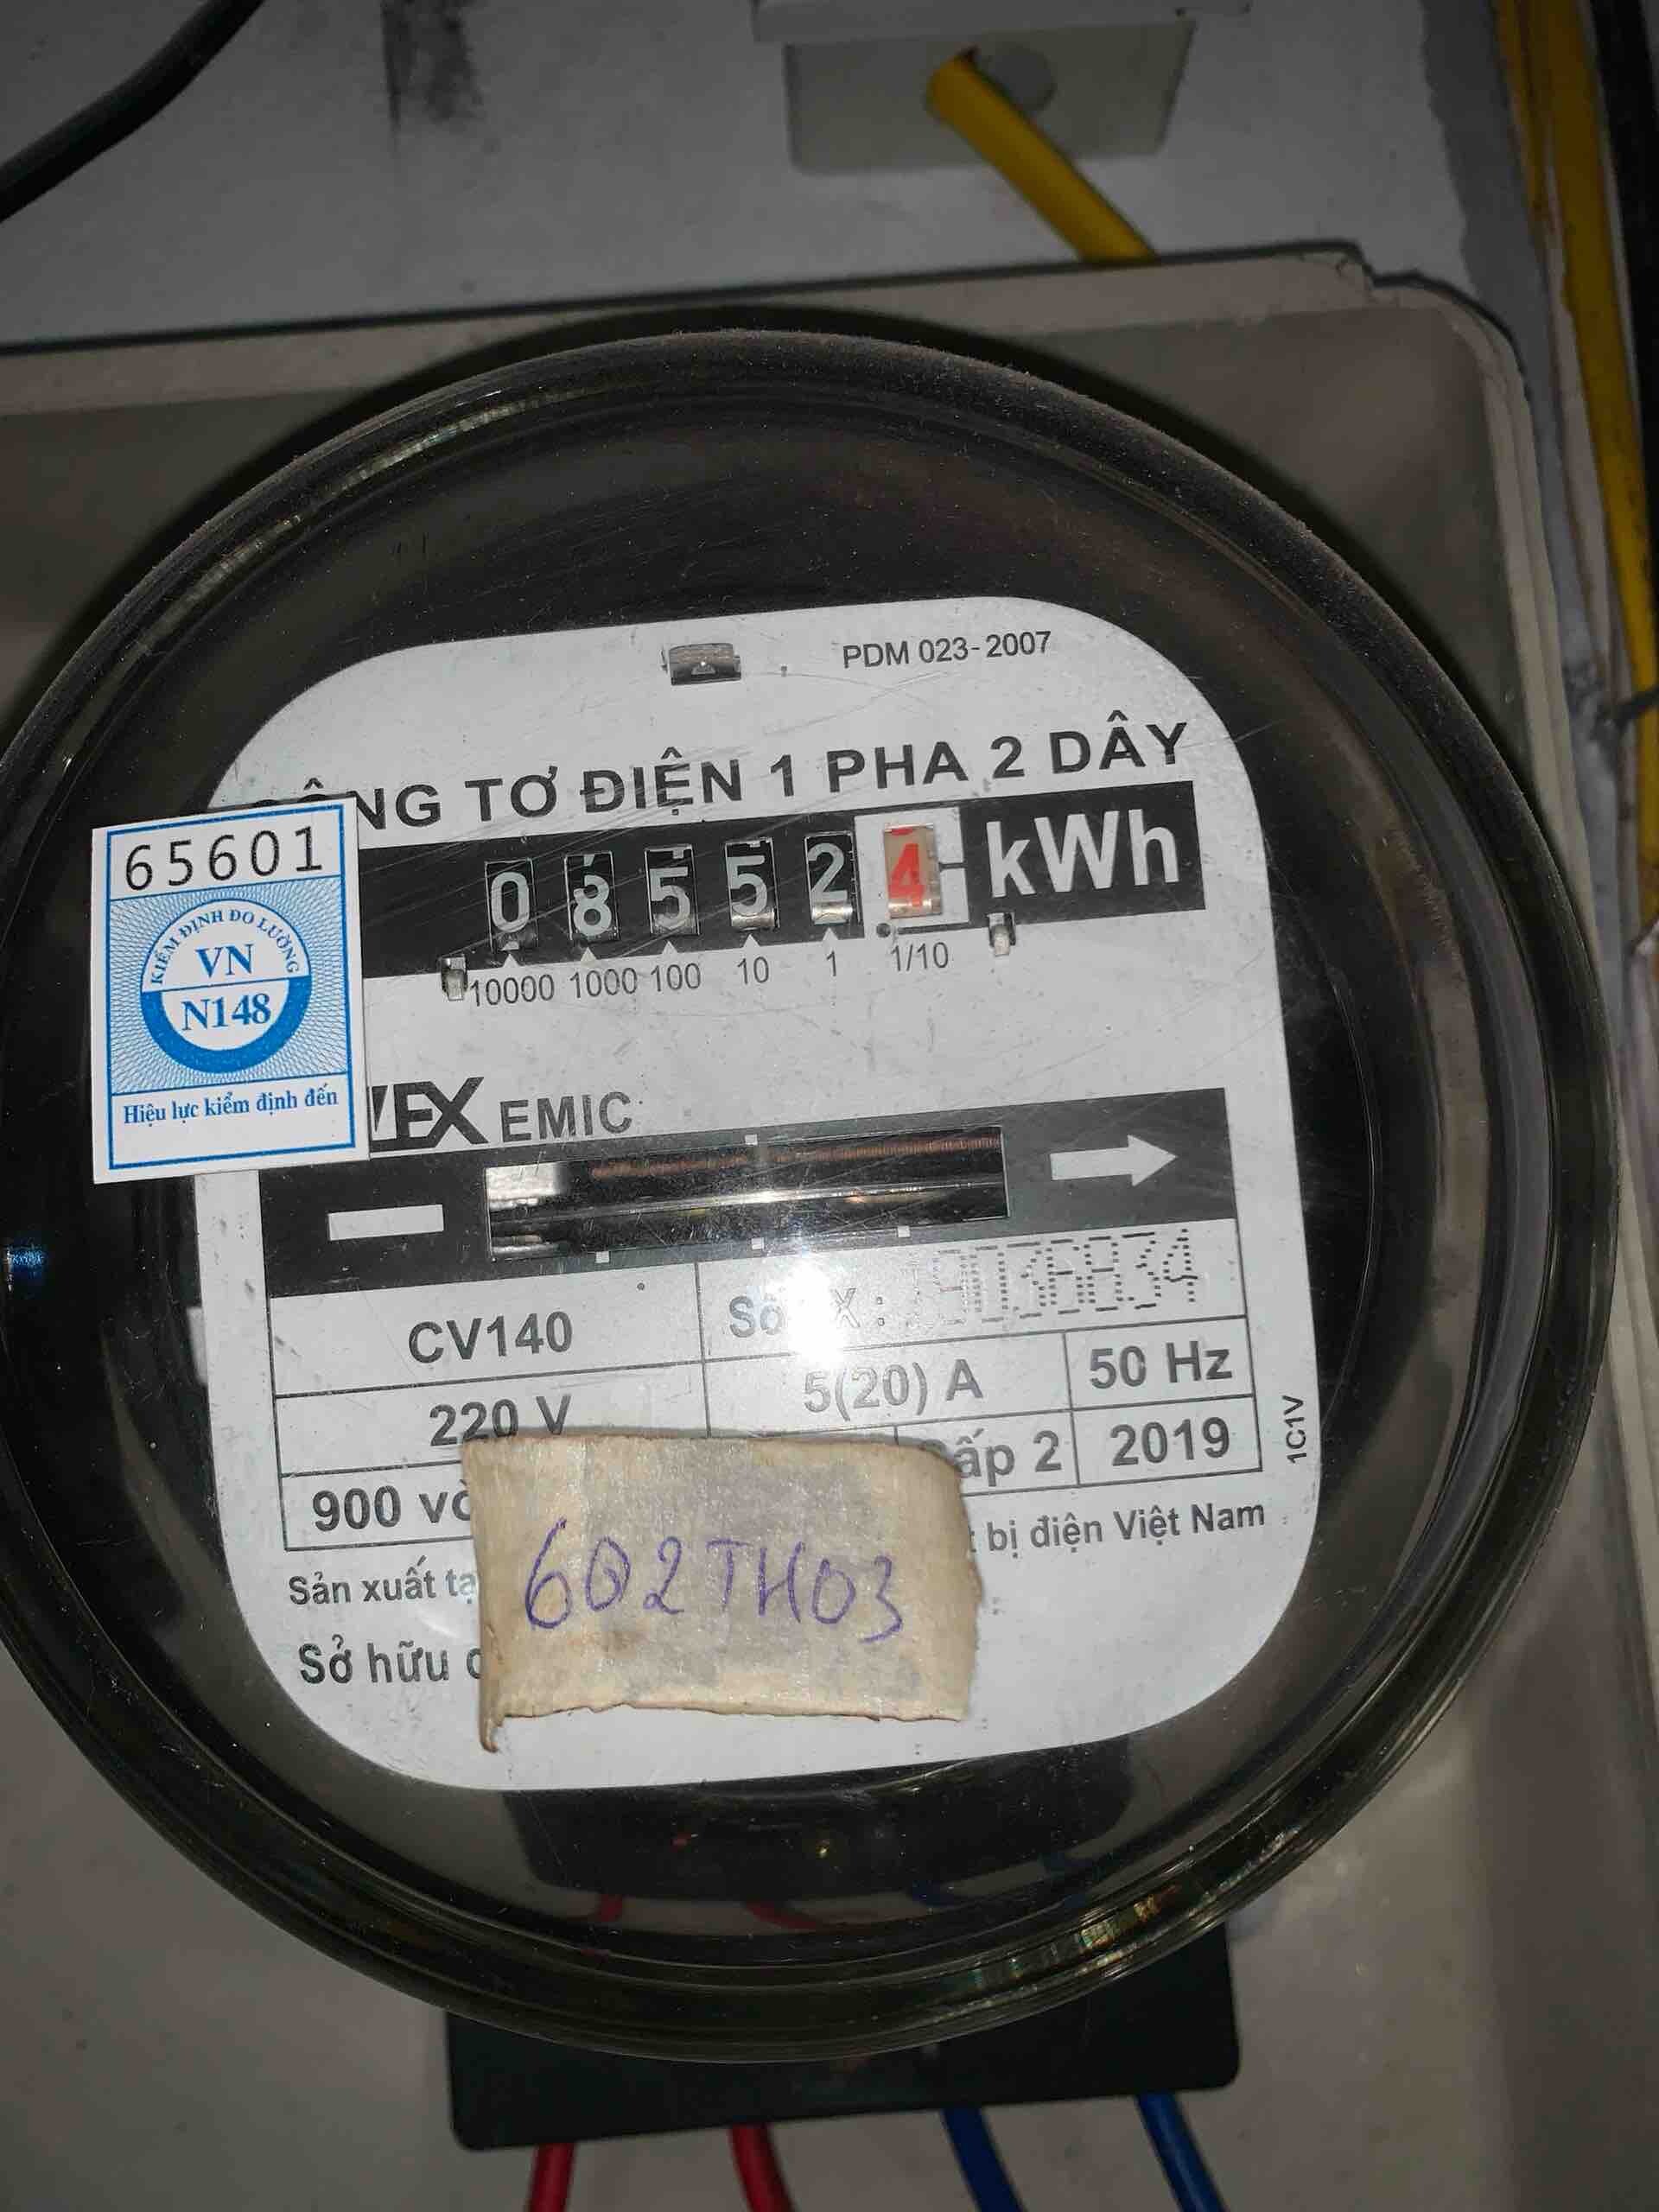 PDM 023-2007
NG TƠ ĐIỆN 1 PHA 2 DÂY
65601
KIỂM ĐỊNH ĐO LƯỜNG
VN
N148
Hiệu lực kiểm định đến
0 8 5 5 2 4 kWh
10000 1000 100 10 1 1/10
EMIC
CV140
5(20) A
50 Hz
220 V
ấp 2
2019
900
1C1V
602TH03
bị điện Việt Nam
Sản xuất
Sở hữu